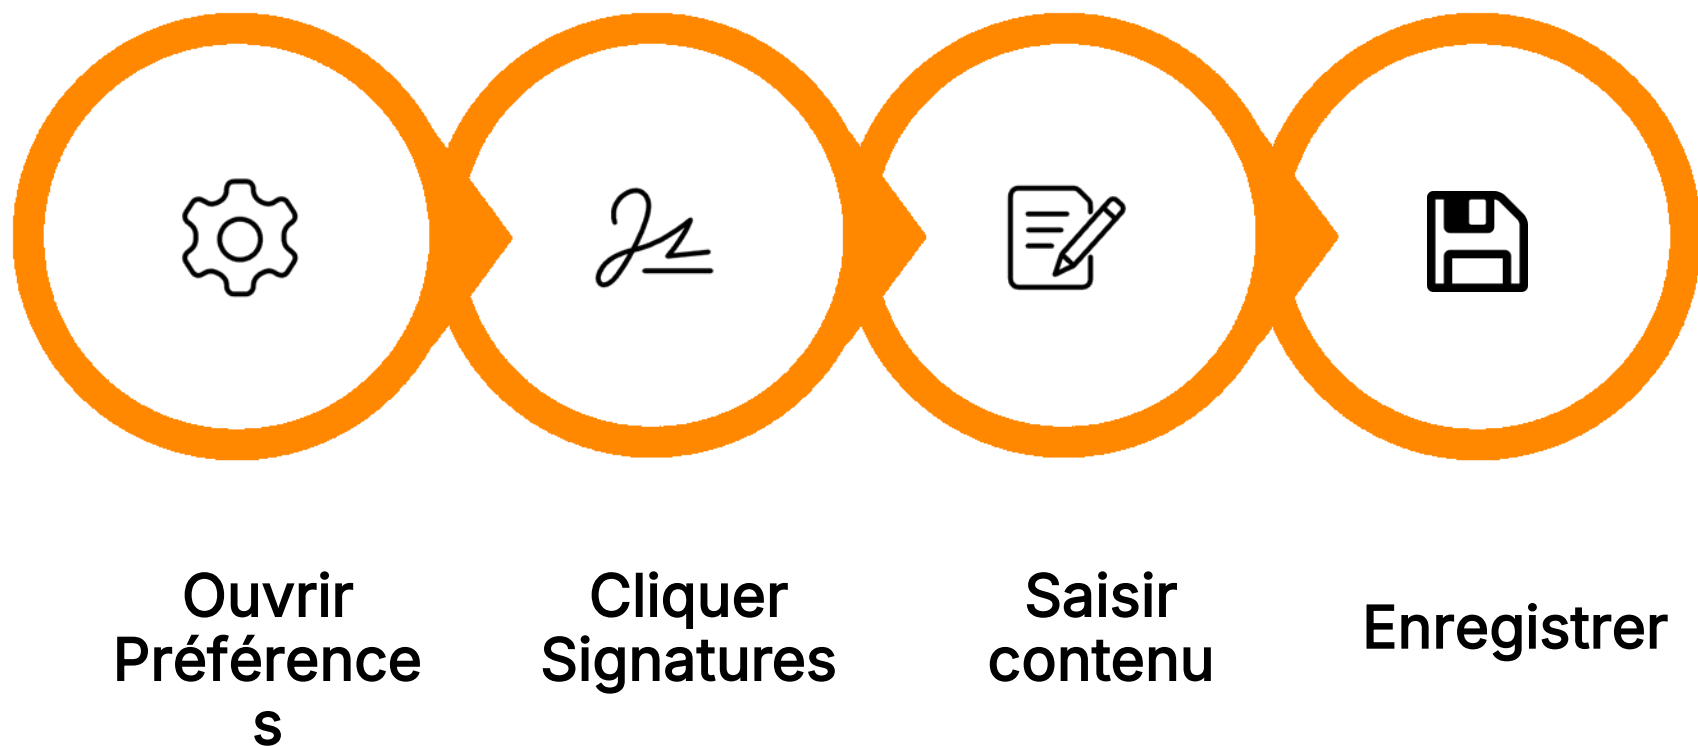 Ouvrir
Préférence
s
Cliquer
Signatures
Saisir
contenu
Enregistrer